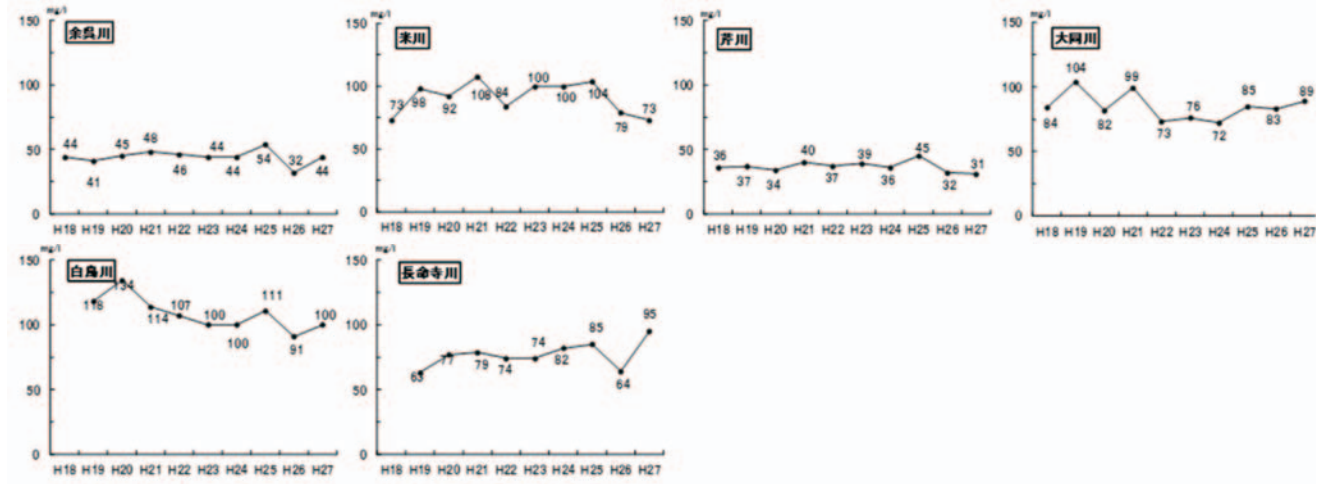 mg/l
余呉川
150
100
50
0
44 41 45 48 46 44 44 54 32 44
H18 H19 H20 H21 H22 H23 H24 H25 H26 H27
mg/l
米川
150
100
50
0
73 98 92 108 84 100 100 104 79 73
H18 H19 H20 H21 H22 H23 H24 H25 H26 H27
mg/l
芹川
150
100
50
0
36 37 34 40 37 39 36 45 32 31
H18 H19 H20 H21 H22 H23 H24 H25 H26 H27
mg/l
大同川
150
100
50
0
84 104 82 99 73 76 72 85 83 89
H18 H19 H20 H21 H22 H23 H24 H25 H26 H27
mg/l
白鳥川
150
100
50
0
118 134 114 107 100 100 111 91 100
H18 H19 H20 H21 H22 H23 H24 H25 H26 H27
mg/l
長命寺川
150
100
50
0
63 77 79 74 74 82 85 64 95
H18 H19 H20 H21 H22 H23 H24 H25 H26 H27